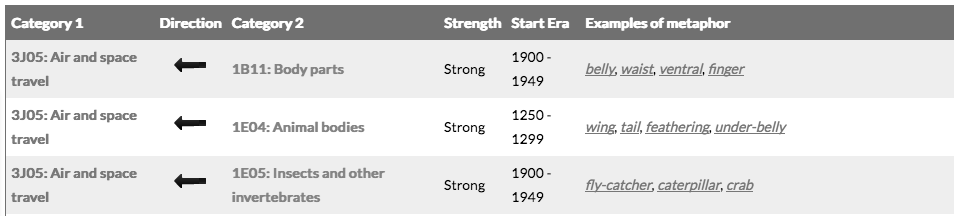 Category 1 Direction Category 2 Strength Start Era Examples of metaphor
3J05: Air and space travel 1B11: Body parts Strong 1900 - 1949 belly, waist, ventral, finger
3J05: Air and space travel 1E04: Animal bodies Strong 1250 - 1299 wing, tail, feathering, under-belly
3J05: Air and space travel 1E05: Insects and other invertebrates Strong 1900 - 1949 fly-catcher, caterpillar, crab